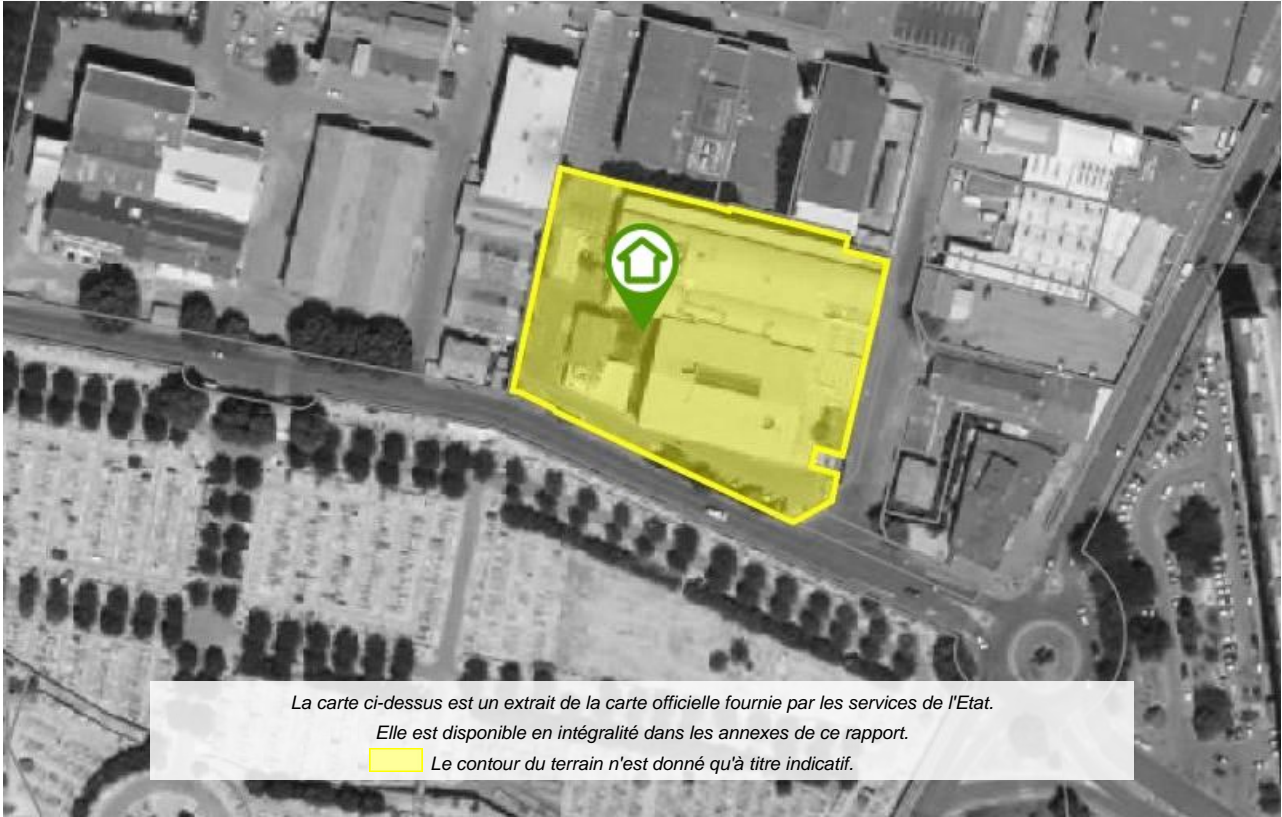 La carte ci-dessus est un extrait de la carte officielle fournie par les services de l'Etat.
Elle est disponible en intégralité dans les annexes de ce rapport.
Le contour du terrain n'est donné qu'à titre indicatif.